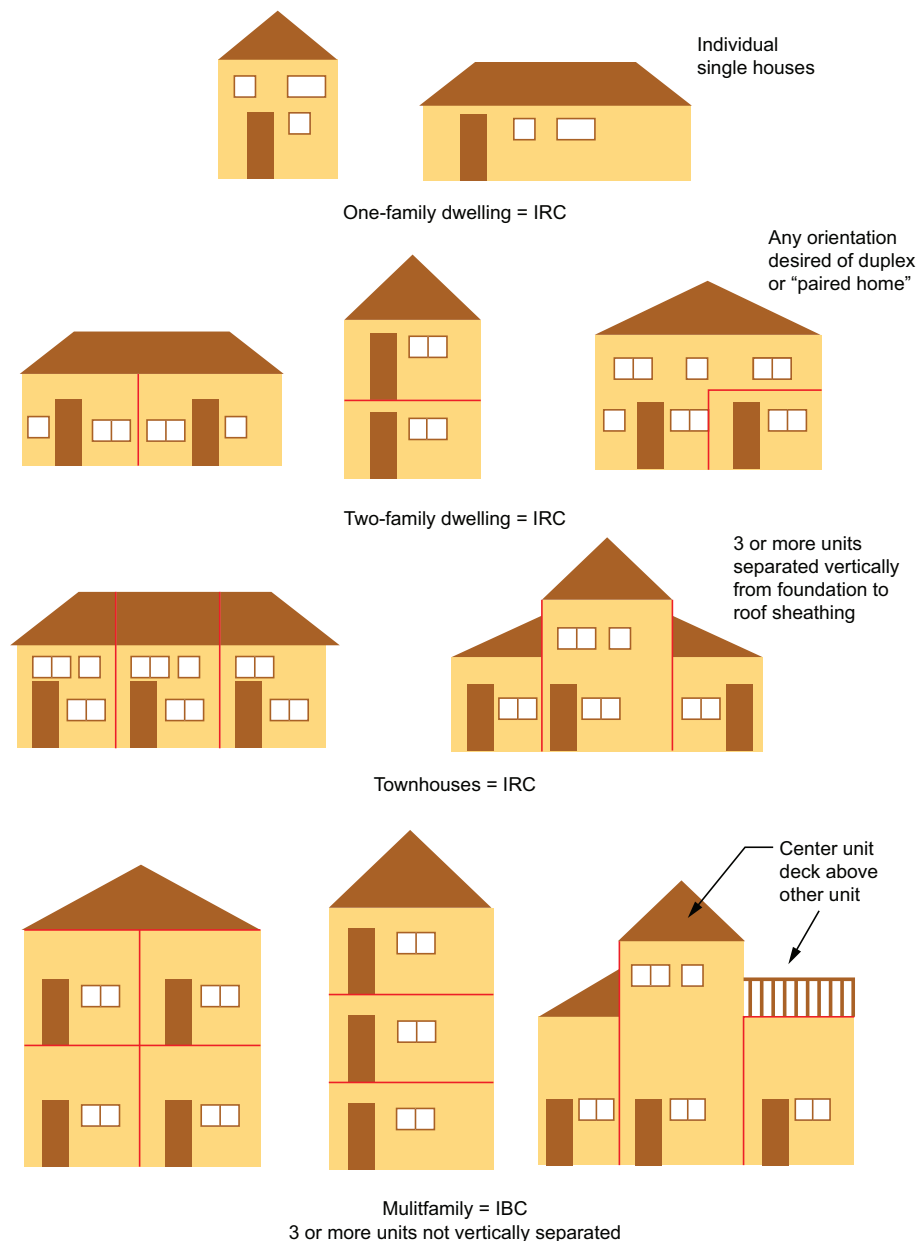 Individual
single houses
One-family dwelling = IRC
Any orientation
desired of duplex
or “paired home”
Two-family dwelling = IRC
3 or more units
separated vertically
from foundation to
roof sheathing
Townhouses = IRC
Center unit
deck above
other unit
Mulitfamily = IBC
3 or more units not vertically separated